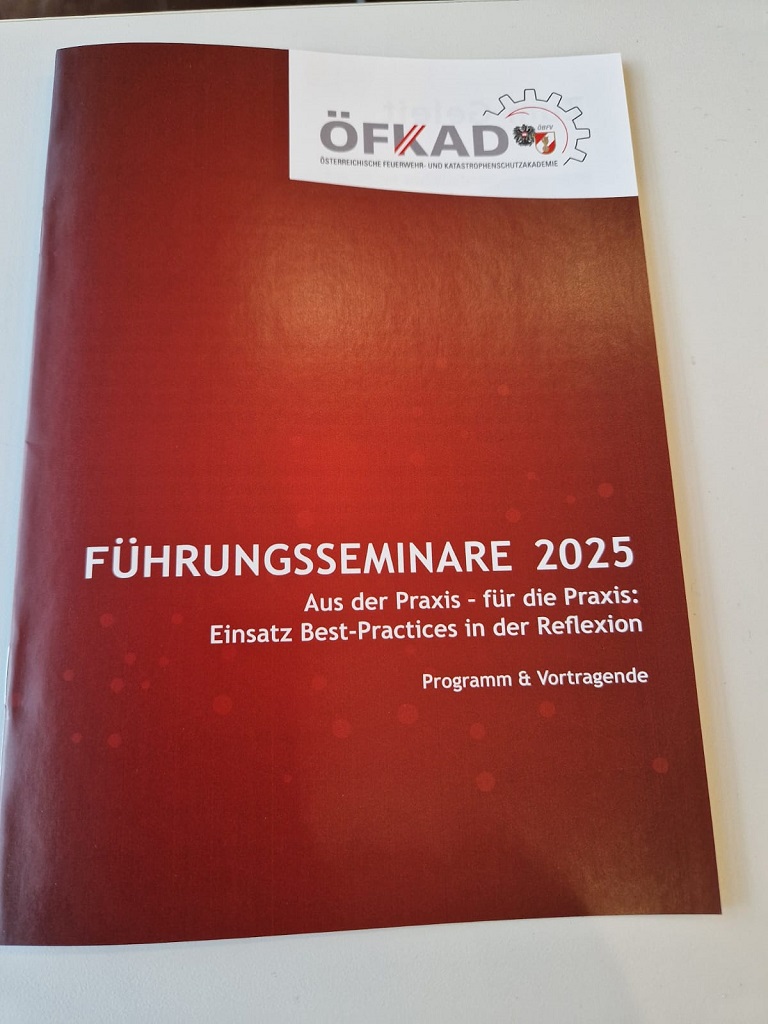 ÖFKAD
ÖBFV
ÖSTERREICHISCHE FEUERWEHR- UND KATASTROPHENSCHUTZAKADEMIE
FÜHRUNGSSEMINARE 2025
Aus der Praxis – für die Praxis:
Einsatz Best-Practices in der Reflexion
Programm & Vortragende